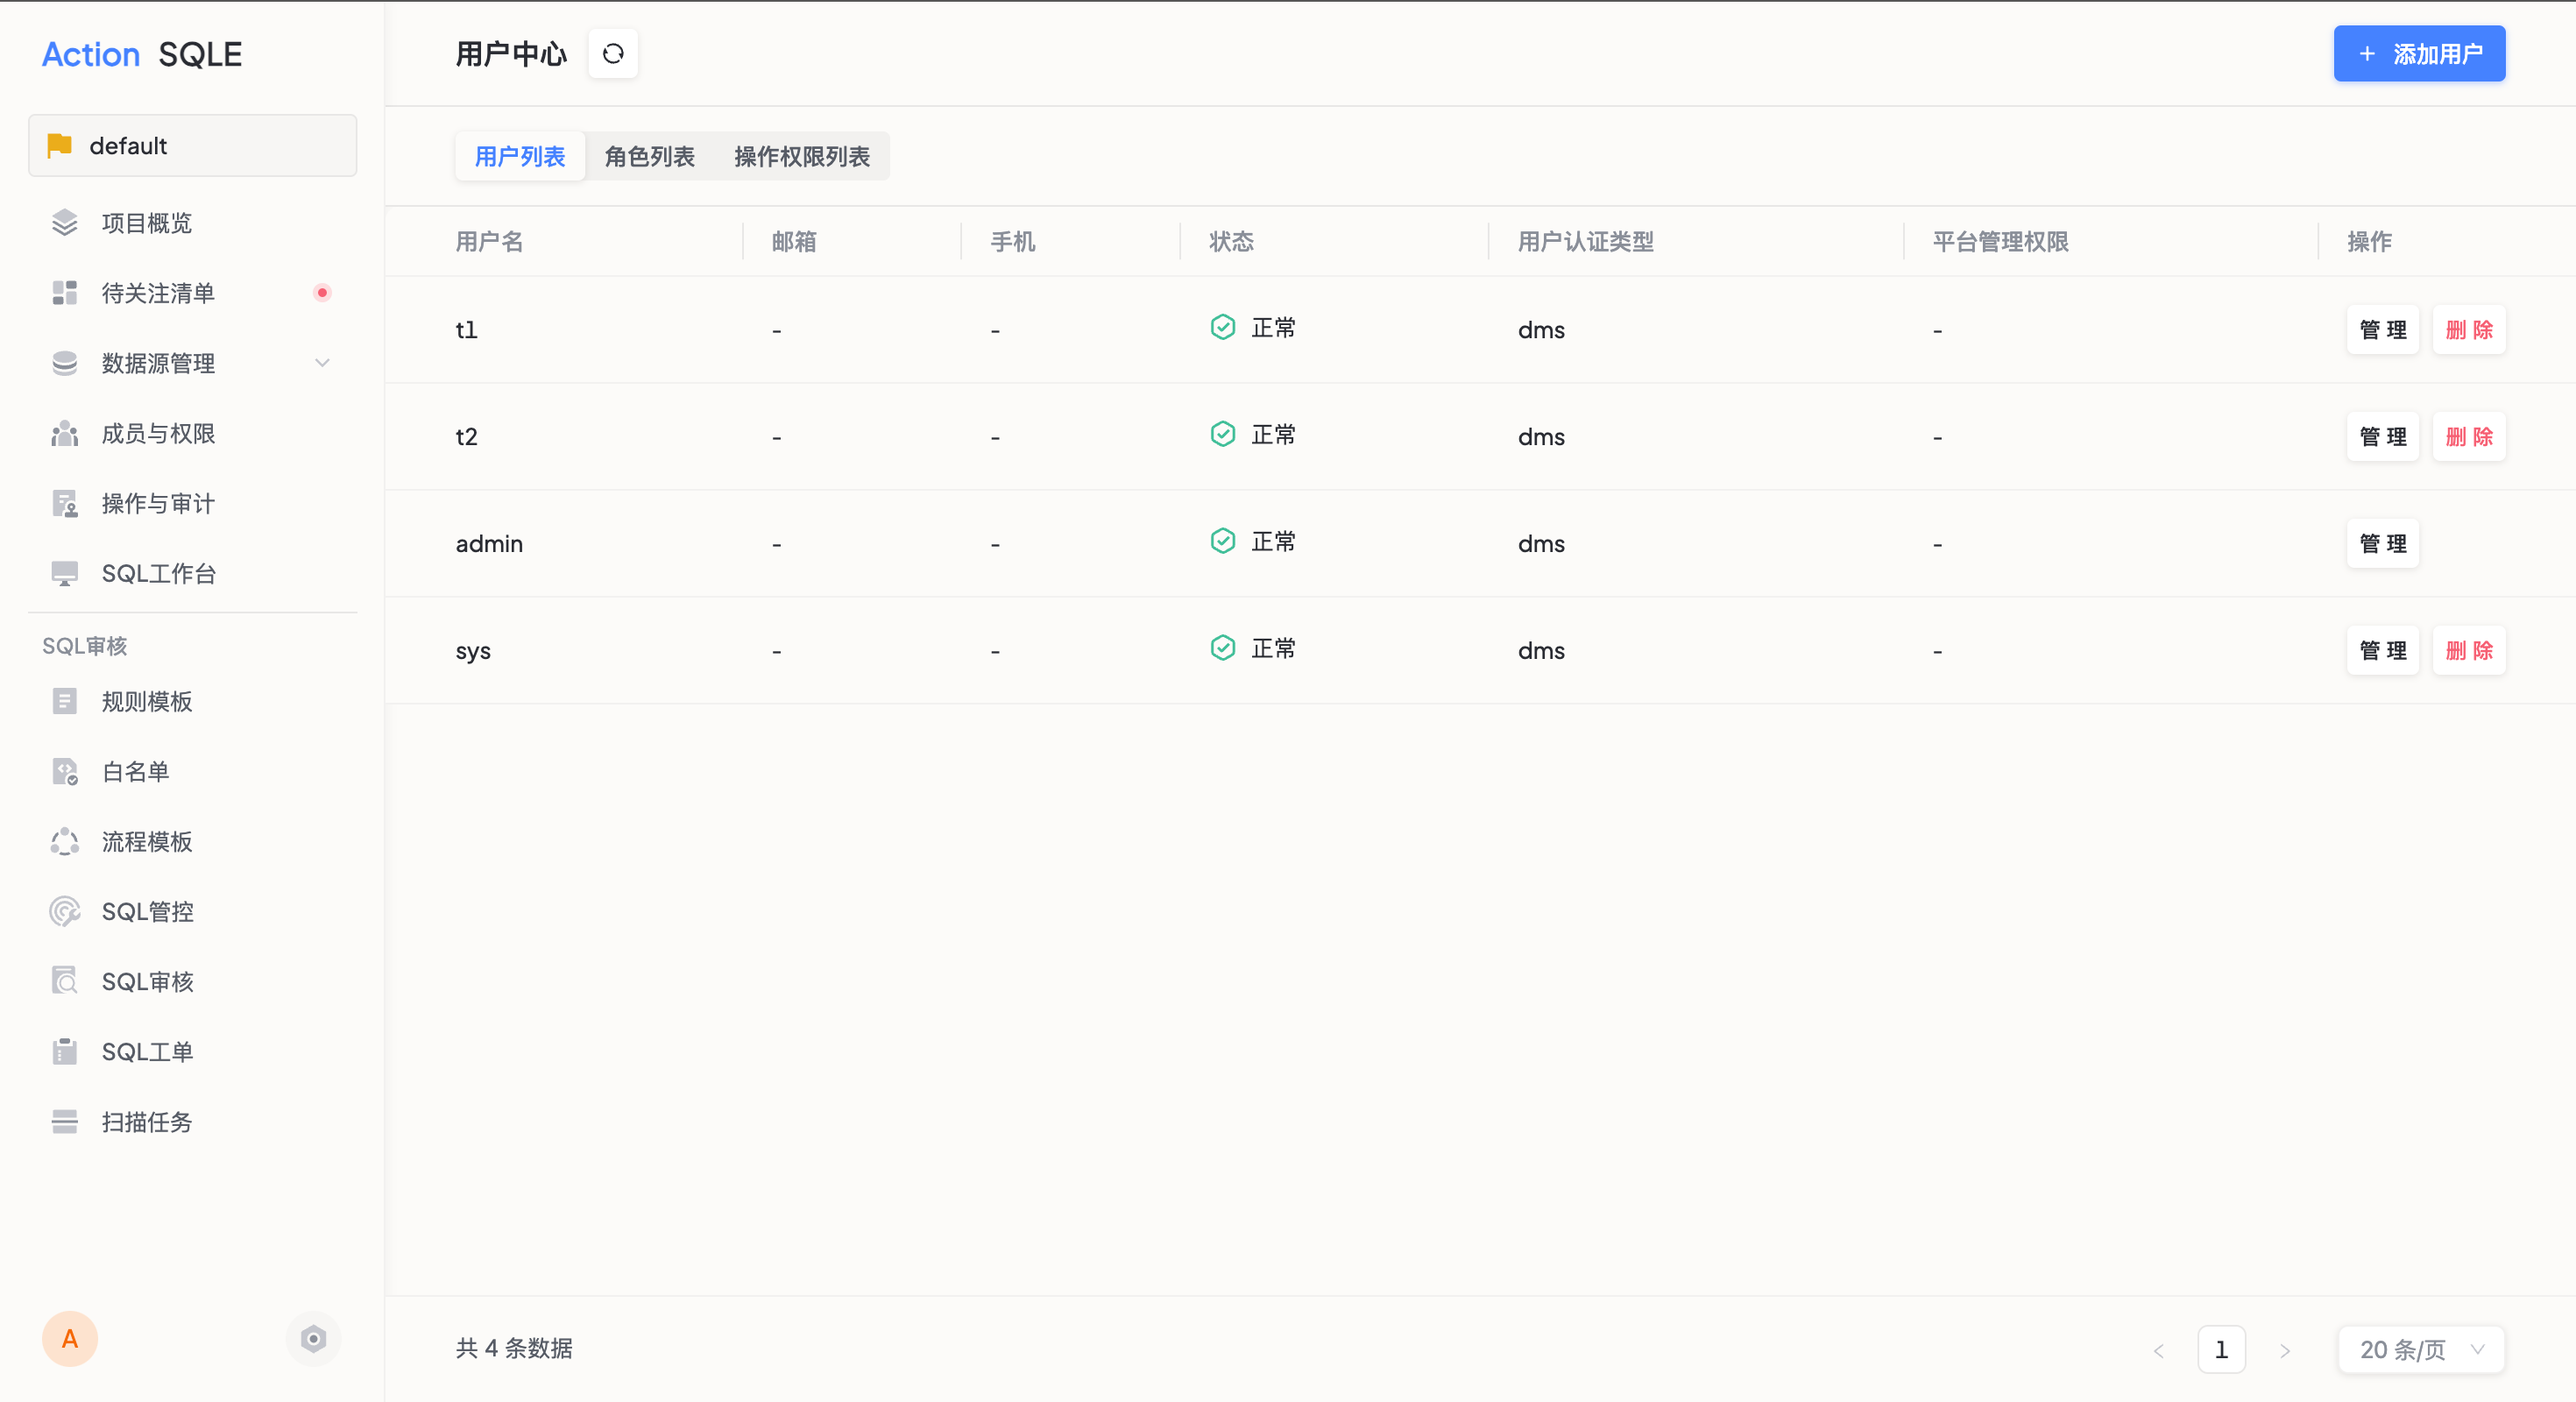 Action SQLE
default
项目概览
待关注清单
数据源管理
成员与权限
操作与审计
SQL工作台
SQL审核
规则模板
白名单
流程模板
SQL管控
SQL审核
SQL工单
扫描任务
A
用户中心
+ 添加用户
用户列表 角色列表 操作权限列表
用户名 邮箱 手机 状态 用户认证类型 平台管理权限 操作
t1 - - 正常 dms - 管 理 删 除
t2 - - 正常 dms - 管 理 删 除
admin - - 正常 dms - 管 理
sys - - 正常 dms - 管 理 删 除
共 4 条数据
< 1 > 20 条/页